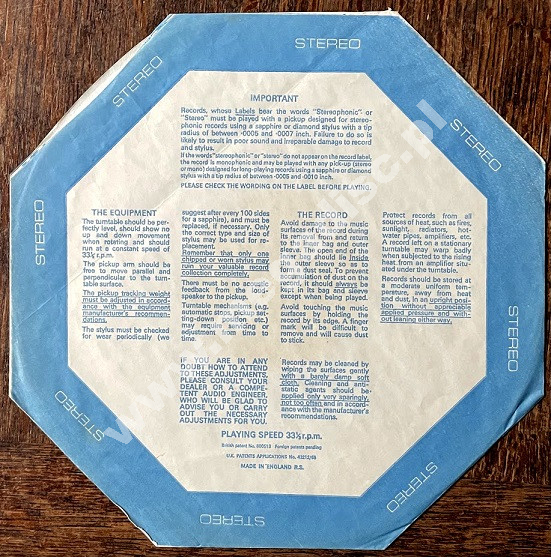 STEREO
STEREO
STEREO
IMPORTANT
Records, whose Labels bear the words "Stereophonic" or
"Stereo" must be played with a pickup designed for stereo-
phonic records using a sapphire or diamond stylus with a tip
radius of between ·0005 and ·0007 inch. Failure to do so is
likely to result in poor sound and irreparable damage to record
and stylus.
If the words "stereophonic" or "stereo" do not appear on the record label,
the record is monophonic and may be played with any pick-up (stereo
or mono) designed for long-playing records using a sapphire or diamond
stylus with a tip radius of between ·0005 and ·0010 inch.
PLEASE CHECK THE WORDING ON THE LABEL BEFORE PLAYING.
THE EQUIPMENT
The turntable should be per-
fectly level, should show no
up and down movement
when rotating and should
run at a constant speed of
33⅓ r.p.m.
The pickup arm should be
free to move parallel and
perpendicular to the turn-
table surface.
The pickup tracking weight
must be adjusted in accord-
ance with the equipment
manufacturer's recommen-
dations.
The stylus must be checked
for wear periodically (we
suggest after every 100 sides
for a sapphire), and must be
replaced, if necessary. Only
the correct type and size of
stylus may be used for re-
placement.
Remember that only one
chipped or worn stylus may
ruin your valuable record
collection completely.
There must be no acoustic
feedback from the loud-
speaker to the pickup.
Turntable mechanisms (e.g.
automatic stops, pickup set-
ting-down position etc.)
may require servicing or
adjustment from time to
time.
IF YOU ARE IN ANY
DOUBT HOW TO ATTEND
TO THESE ADJUSTMENTS,
PLEASE CONSULT YOUR
DEALER OR A COMPE-
TENT AUDIO ENGINEER,
WHO WILL BE GLAD TO
ADVISE YOU OR CARRY
OUT THE NECESSARY
ADJUSTMENTS FOR YOU.
THE RECORD
Avoid damage to the music
surfaces of the record during
its removal from and return
to the inner bag and outer
sleeve. The open end of the
inner bag should lie inside
the outer sleeve so as to
form a dust seal. To prevent
accumulation of dust on the
record, it should always be
kept in its bag and sleeve
except when being played.
Avoid touching the music
surfaces by holding the
record by its edge. A finger
mark will be difficult to
remove and will cause dust
to stick.
Records may be cleaned by
wiping the surfaces gently
with a barely damp soft
cloth. Cleaning and anti-
static agents should be
applied only very sparingly,
not too often and in accord-
ance with the manufacturer's
recommendations.
Protect records from all
sources of heat, such as fires,
sunlight, radiators, hot-
water pipes, amplifiers, etc.
A record left on a stationary
turntable may warp badly
when subjected to the rising
heat from an amplifier situ-
ated under the turntable.
Records should be stored at
a moderate uniform tem-
perature, away from heat
and dust, in an upright posi-
tion without appreciable
applied pressure and with-
out leaning either way.
PLAYING SPEED 33⅓ r.p.m.
Foreign patents pending
U.K. PATENTS APPLICATIONS No.
MADE IN ENGLAND R.S.
STEREO
STEREO
STEREO
STEREO